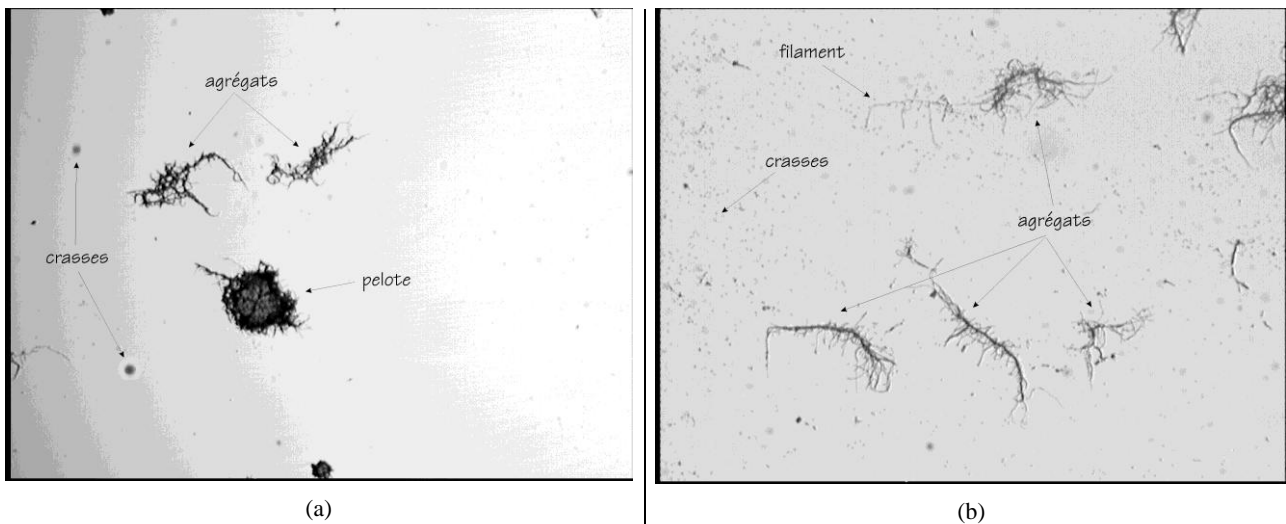 agrégats
crasses
pelote
(a)
filament
crasses
agrégats
(b)